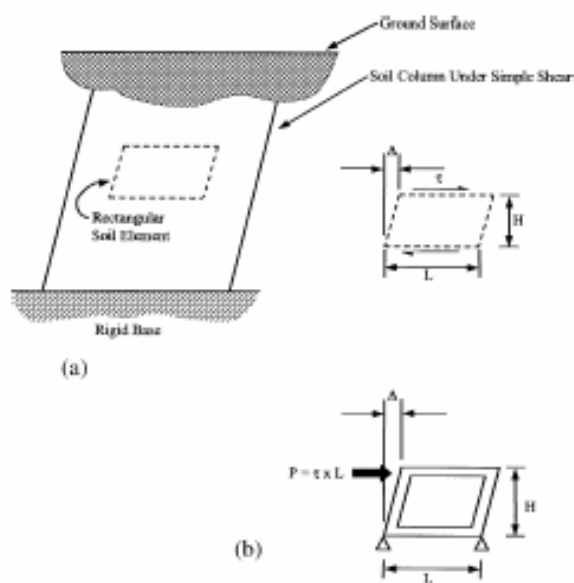 Ground Surface
Soil Column Under Simple Shear
Rectangular
Soil Element
Δ
τ
H
L
Rigid Base
(a)
Δ
P = τ x L
H
(b)
L